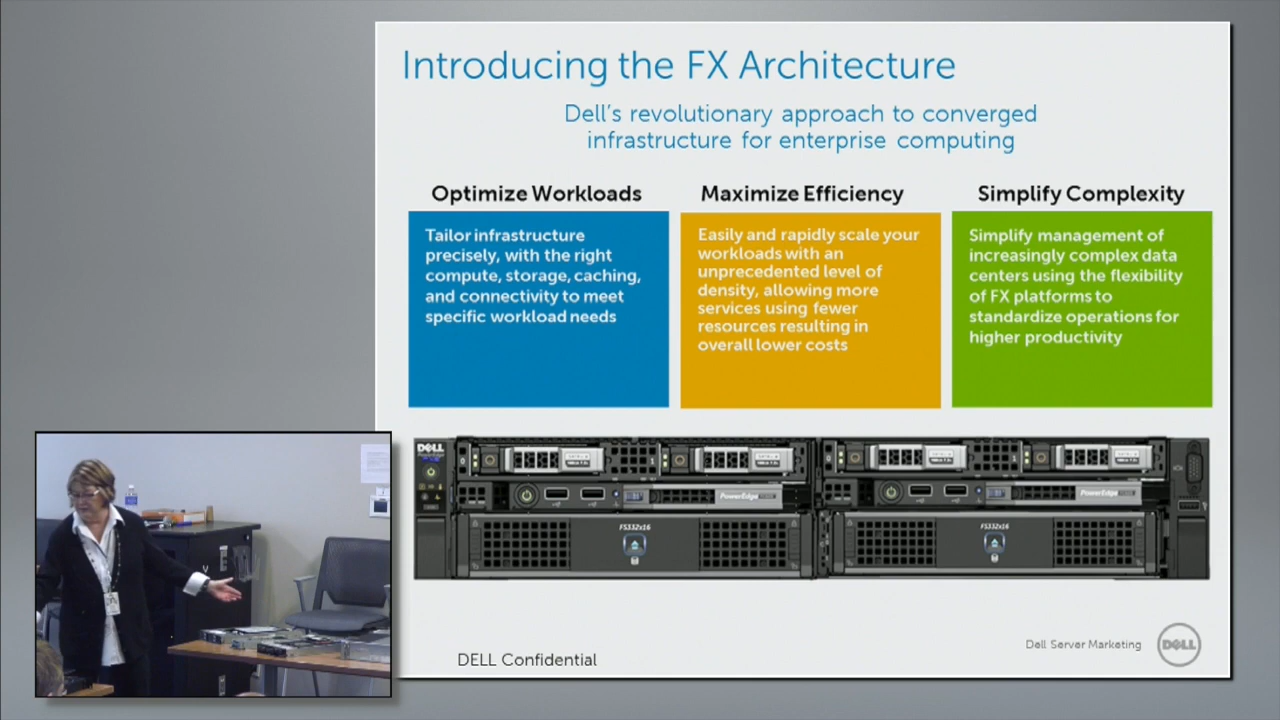 Introducing the FX Architecture
Dell's revolutionary approach to converged
infrastructure for enterprise computing
Optimize Workloads
Tailor infrastructure
precisely, with the right
compute, storage, caching,
and connectivity to meet
specific workload needs
Maximize Efficiency
Easily and rapidly scale your
workloads with an
unprecedented level of
density, allowing more
services using fewer
resources resulting in
overall lower costs
Simplify Complexity
Simplify management of
increasingly complex data
centers using the flexibility
of FX platforms to
standardize operations for
higher productivity
DELL
PowerEdge
PowerEdge
FS332x16
FS332x16
DELL Confidential
Dell Server Marketing
DELL